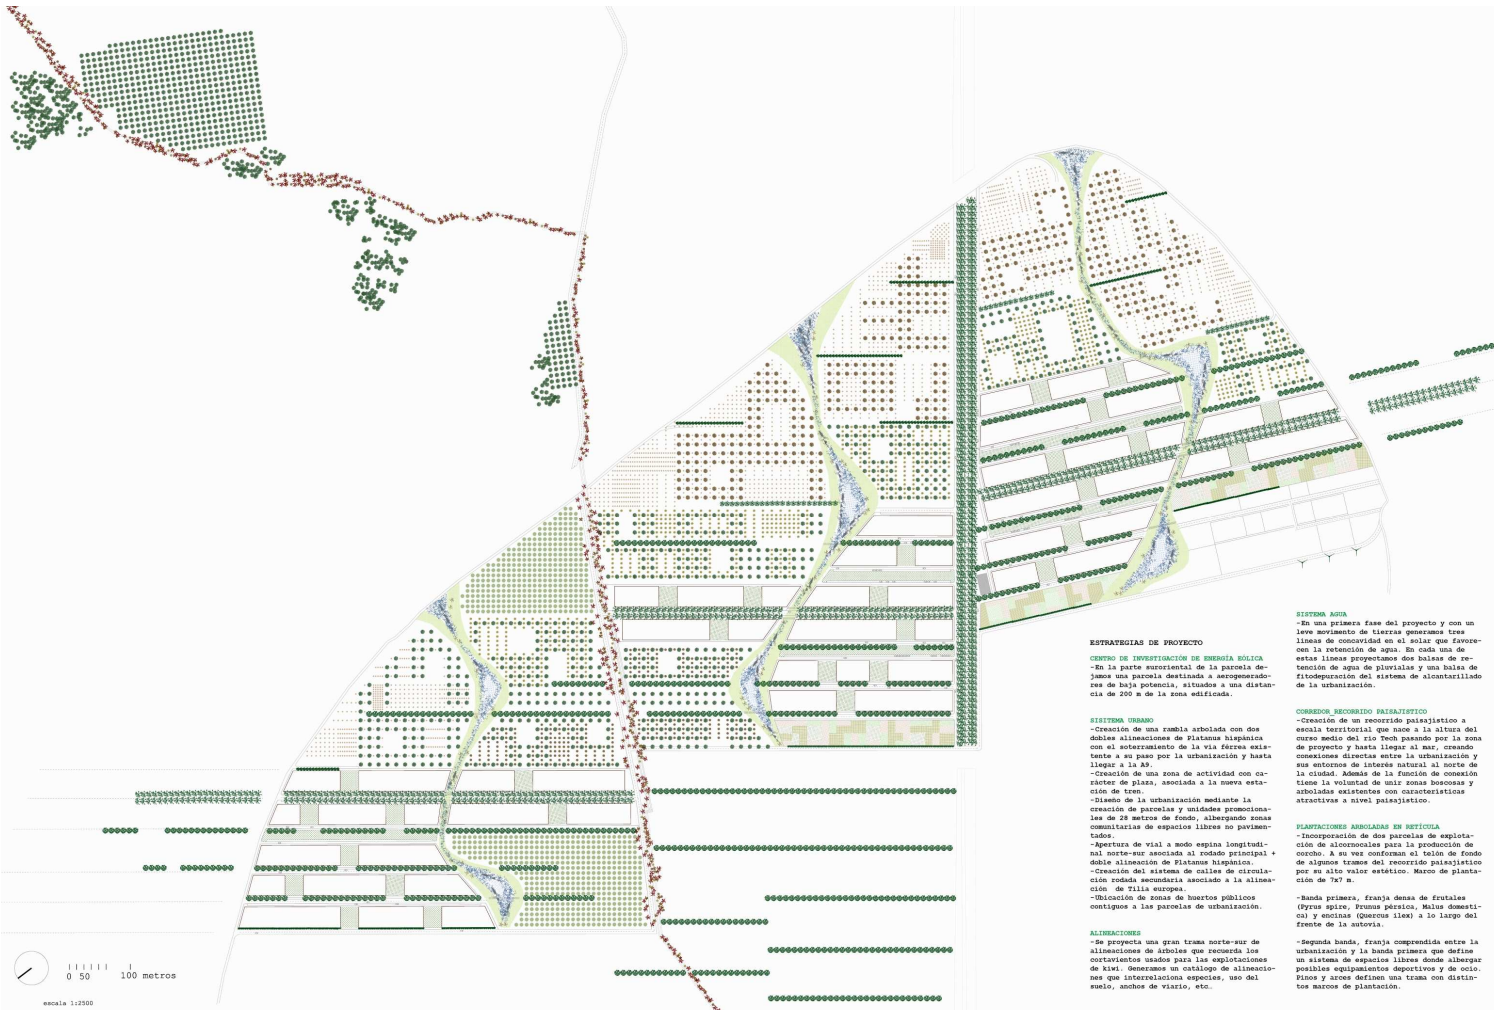 ESTRATEGIAS DE PROYECTO
CENTRO DE INVESTIGACIÓN DE ENERGÍA EÓLICA
-En la parte suroriental de la parcela de-
jamos una parcela destinada a aerogenerado-
res de baja potencia, situados a una distan-
cia de 200 m de la zona edificada.
SISITEMA URBANO
-Creación de una rambla arbolada con dos
dobles alineaciones de Platanus hispánica
con el soterramiento de la via férrea exis-
tente a su paso por la urbanización y hasta
llegar a la A9.
-Creación de una zona de actividad con ca-
rácter de plaza, asociada a la nueva esta-
ción de tren.
-Diseño de la urbanización mediante la
creación de parcelas y unidades promociona-
les de 28 metros de fondo, albergando zonas
comunitarias de espacios libres no pavimen-
tados.
-Apertura de vial a modo espina longitudi-
nal norte-sur asociada al rodado principal +
doble alineación de Platanus hispánica.
-Creación del sistema de calles de circula-
ción rodada secundaria asociado a la alinea-
ción  de Tilia europea.
-Ubicación de zonas de huertos públicos
contiguos a las parcelas de urbanización.
ALINEACIONES
-Se proyecta una gran trama norte-sur de
alineaciones de árboles que recuerda los
cortavientos usados para las explotaciones
de kiwi. Generamos un catálogo de alineacio-
nes que interrelaciona especies, uso del
suelo, anchos de viario, etc.
SISTEMA AGUA
-En una primera fase del proyecto y con un
leve movimiento de tierras generamos tres
lineas de concavidad en el solar que favore-
cen la retención de agua. En cada una de
estas lineas proyectamos dos balsas de re-
tención de agua de pluvialas y una balsa de
fitodepuración del sistema de alcantarillado
de la urbanización.
CORREDOR_RECORRIDO PAISAJISTICO
-Creación de un recorrido paisajistico a
escala territorial que nace a la altura del
curso medio del rio Tech pasando por la zona
de proyecto y hasta llegar al mar, creando
conexiones directas entre la urbanización y
sus entornos de interés natural al norte de
la ciudad. Además de la función de conexión
tiene la voluntad de unir zonas boscosas y
arboladas existentes con caracteristicas
atractivas a nivel paisajistico.
PLANTACIONES ARBOLADAS EN RETÍCULA
-Incorporación de dos parcelas de explota-
ción de alcornocales para la producción de
corcho. A su vez conforman el telón de fondo
de algunos tramos del recorrido paisajistico
por su alto valor estético. Marco de planta-
ción de 7x7 m.
-Banda primera, franja densa de frutales
(Pyrus spire, Prunus pérsica, Malus domesti-
ca) y encinas (Quercus ilex) a lo largo del
frente de la autovia.
-Segunda banda, franja comprendida entre la
urbanización y la banda primera que define
un sistema de espacios libres donde albergar
posibles equipamientos deportivos y de ocio.
Pinos y arces definen una trama con distin-
tos marcos de plantación.
0 50 100 metros
escala 1:2500